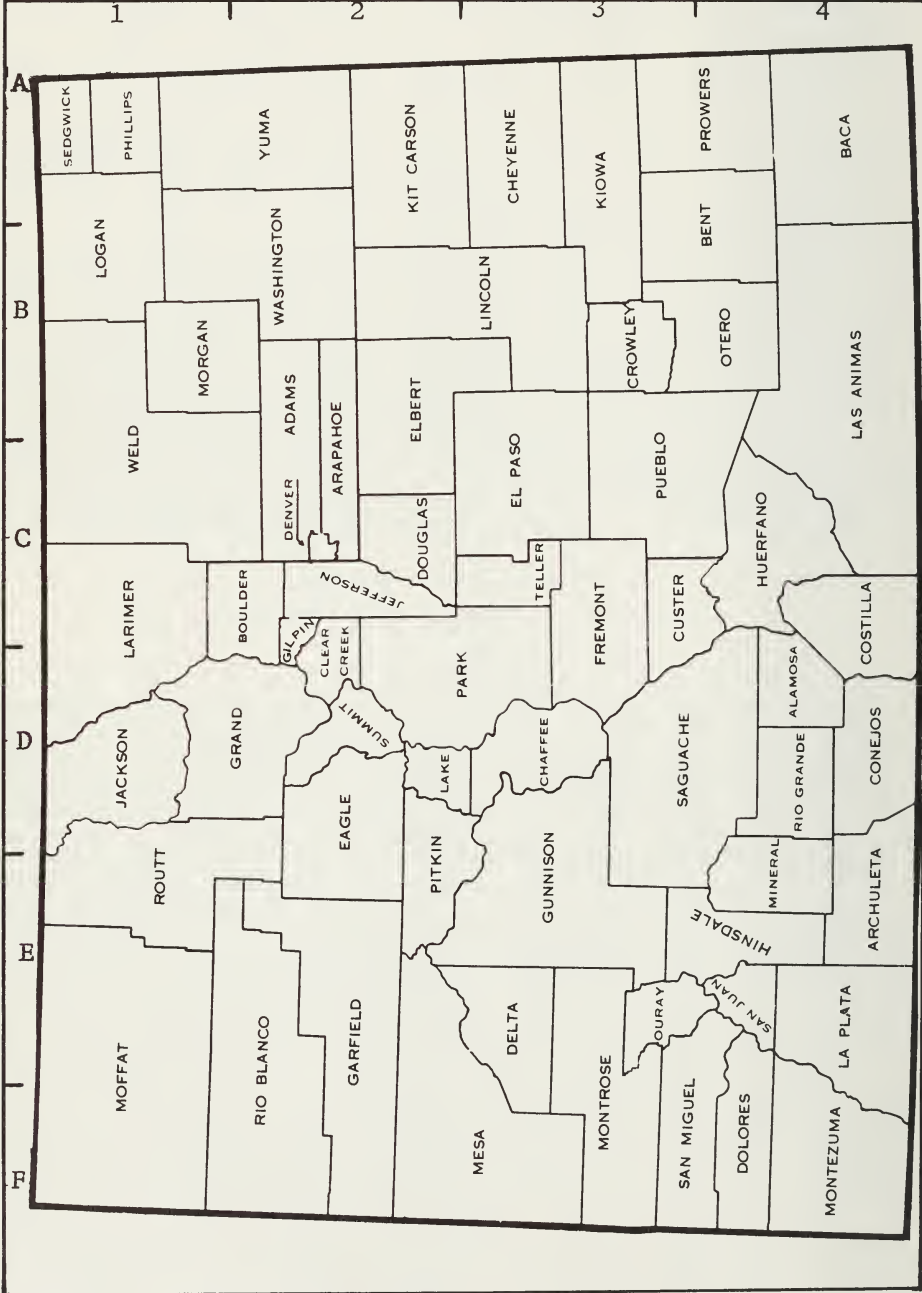 1 2 3 4
A
B
C
D
E
F
SEDGWICK
PHILLIPS
YUMA
KIT CARSON
CHEYENNE
KIOWA
PROWERS
BACA
LOGAN
WASHINGTON
LINCOLN
BENT
MORGAN
CROWLEY
OTERO
LAS ANIMAS
WELD
ADAMS
ARAPAHOE
ELBERT
EL PASO
PUEBLO
DENVER
DOUGLAS
HUERFANO
LARIMER
BOULDER
JEFFERSON
TELLER
FREMONT
CUSTER
COSTILLA
GILPIN
CLEAR
CREEK
PARK
ALAMOSA
JACKSON
GRAND
SUMMIT
LAKE
CHAFFEE
SAGUACHE
RIO GRANDE
CONEJOS
EAGLE
ROUTT
PITKIN
GUNNISON
MINERAL
ARCHULETA
HINSDALE
MOFFAT
RIO BLANCO
GARFIELD
DELTA
OURAY
SAN JUAN
LA PLATA
MESA
MONTROSE
SAN MIGUEL
DOLORES
MONTEZUMA